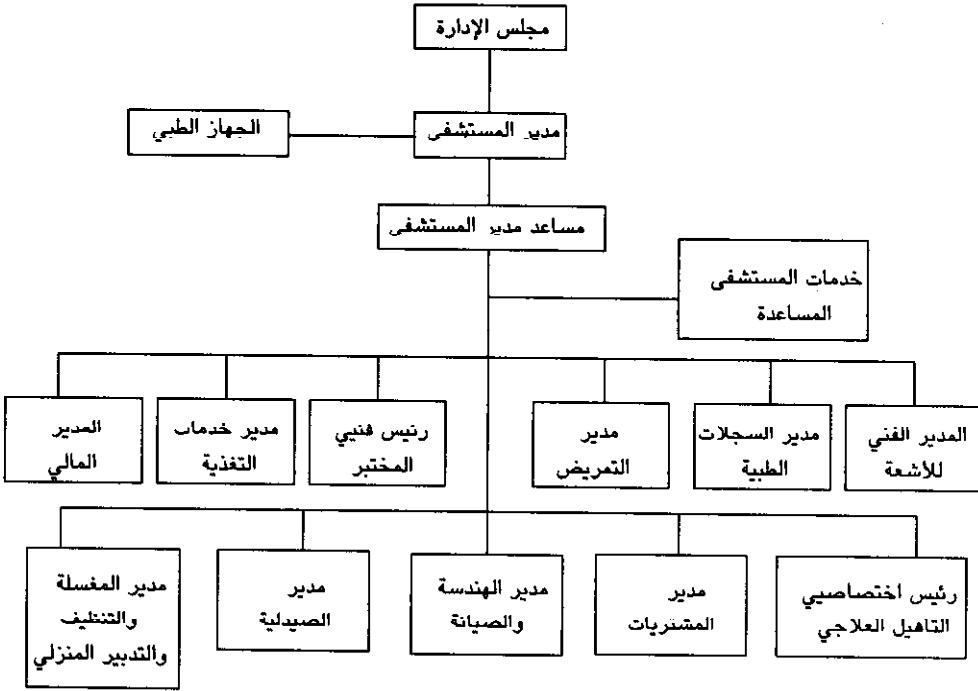 مجلس الإدارة
مدير المستشفى
الجهاز الطبي
مساعد مدير المستشفى
خدمات المستشفى
المساعدة
المدير الفني
للأشعة
مدير السجلات
الطبية
مدير
التمريض
رئيس فنيي
المختبر
مدير خدمات
التغذية
المدير
المالي
رئيس اختصاصيي
التاهيل العلاجي
مدير
المشتريات
مدير الهندسة
والصيانة
مدير
الصيدلية
مدير المغسلة
والتنظيف
والتدبير المنزلي